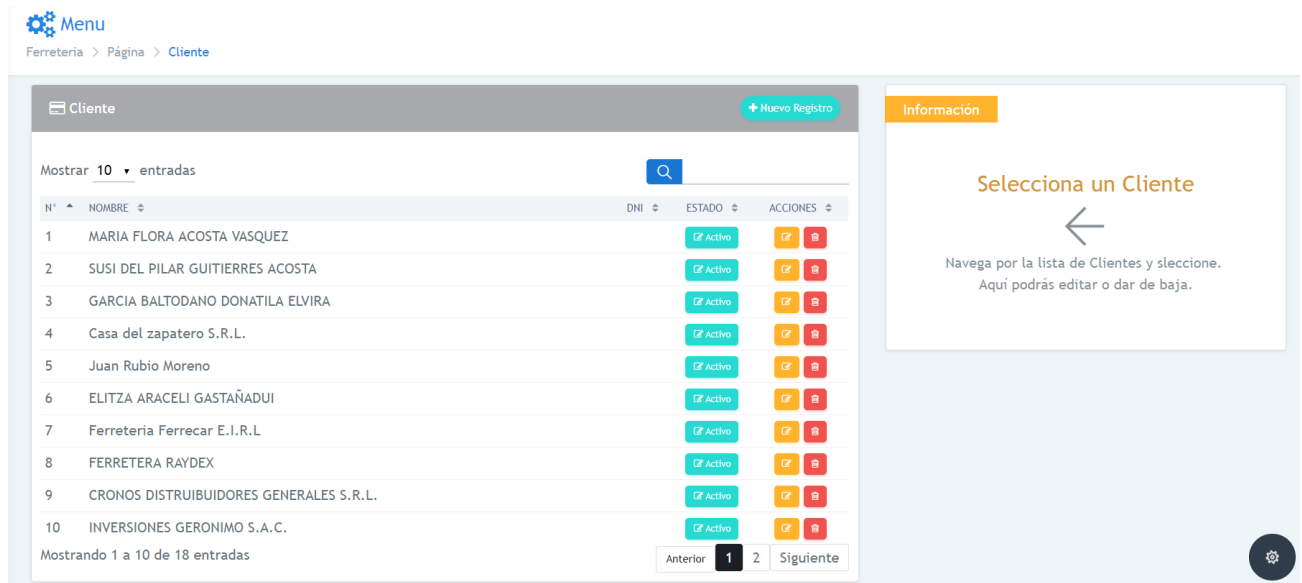 Menu
Ferreteria > Página > Cliente
Cliente
+ Nuevo Registro
Mostrar 10 entradas
N° NOMBRE DNI ESTADO ACCIONES
1 MARIA FLORA ACOSTA VASQUEZ Activo
2 SUSI DEL PILAR GUITIERRES ACOSTA Activo
3 GARCIA BALTODANO DONATILA ELVIRA Activo
4 Casa del zapatero S.R.L. Activo
5 Juan Rubio Moreno Activo
6 ELITZA ARACELI GASTAÑADUI Activo
7 Ferreteria Ferrecar E.I.R.L Activo
8 FERRETERA RAYDEX Activo
9 CRONOS DISTRUIBUIDORES GENERALES S.R.L. Activo
10 INVERSIONES GERONIMO S.A.C. Activo
Mostrando 1 a 10 de 18 entradas
Anterior 1 2 Siguiente
Información
Selecciona un Cliente
Navega por la lista de Clientes y sleccione.
Aquí podrás editar o dar de baja.